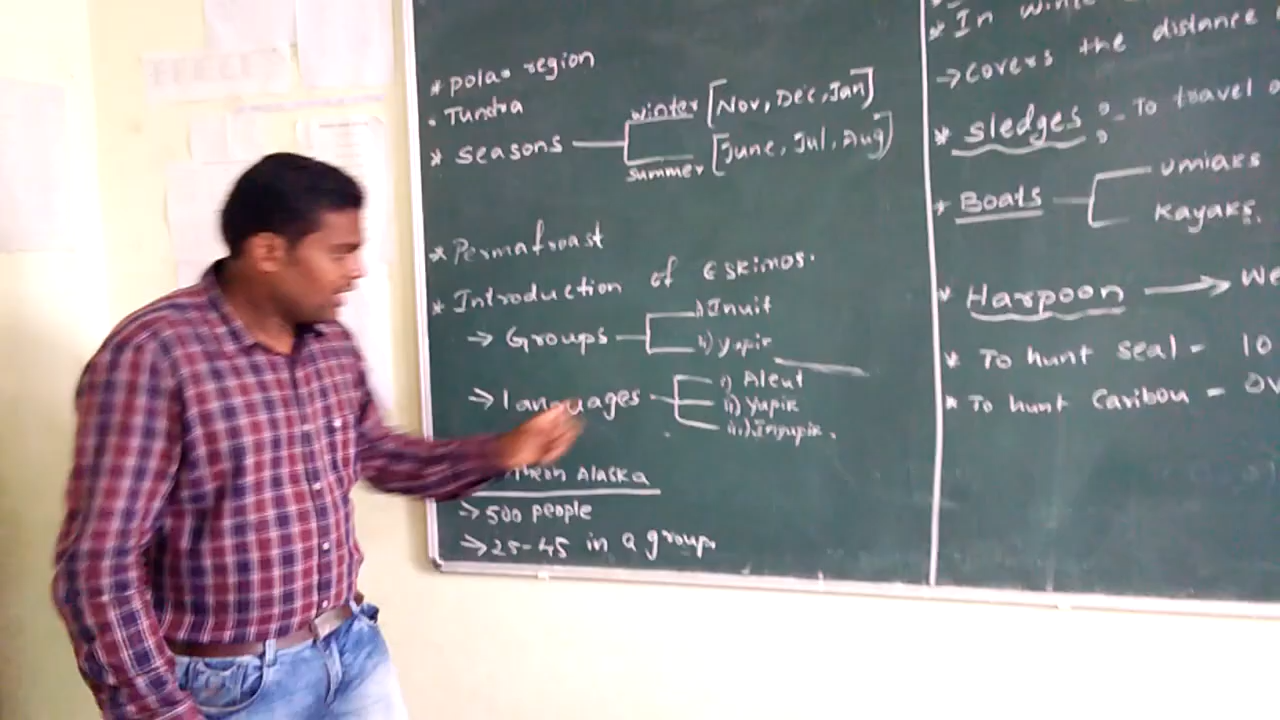 * Polar region
• Tundra
* Seasons
winter [Nov, Dec, Jan]
summer [June, Jul, Aug]
* Permafroast
* Introduction of Eskimos.
→ Groups
i) Inuit
ii) Yupik
→ languages
i) Aleut
ii) Yupik
iii) Inyupik.
Alaska
→ 500 people
→ 25-45 in a group.
* In
→ covers the distance
* Sledges :- To travel
* Boats
umiaks
Kayaks.
* Harpoon →
* To hunt seal - 10
* To hunt Caribou -